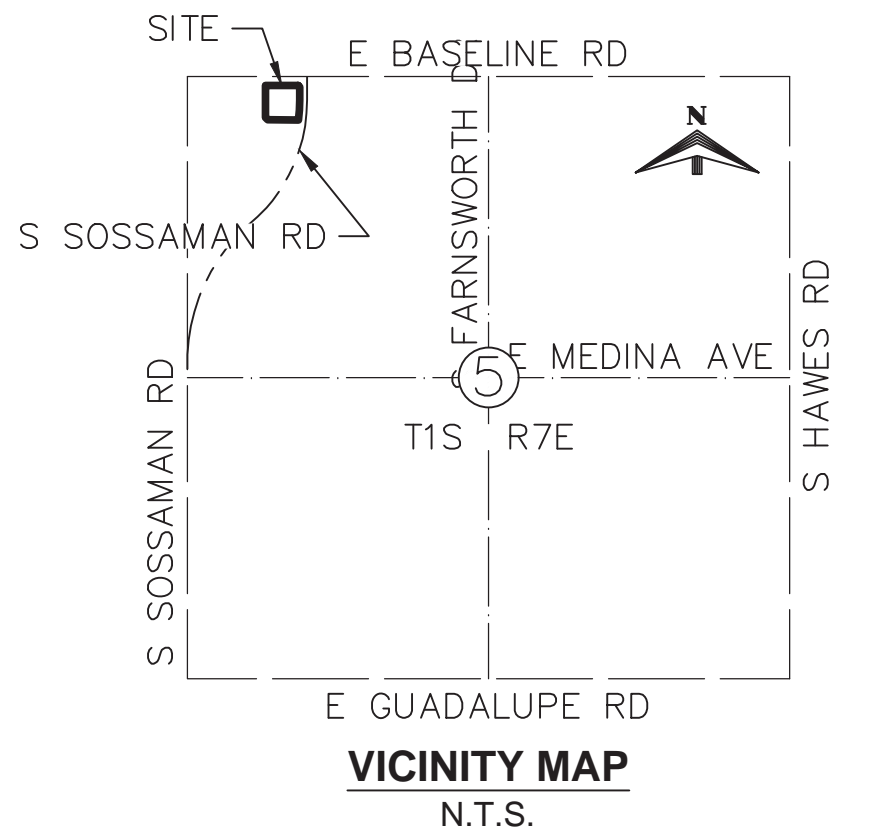 SITE
E BASELINE RD
N
S FARNSWORTH D
S SOSSAMAN RD
S HAWES RD
E MEDINA AVE
5
S SOSSAMAN RD
T1S R7E
E GUADALUPE RD
VICINITY MAP
N.T.S.